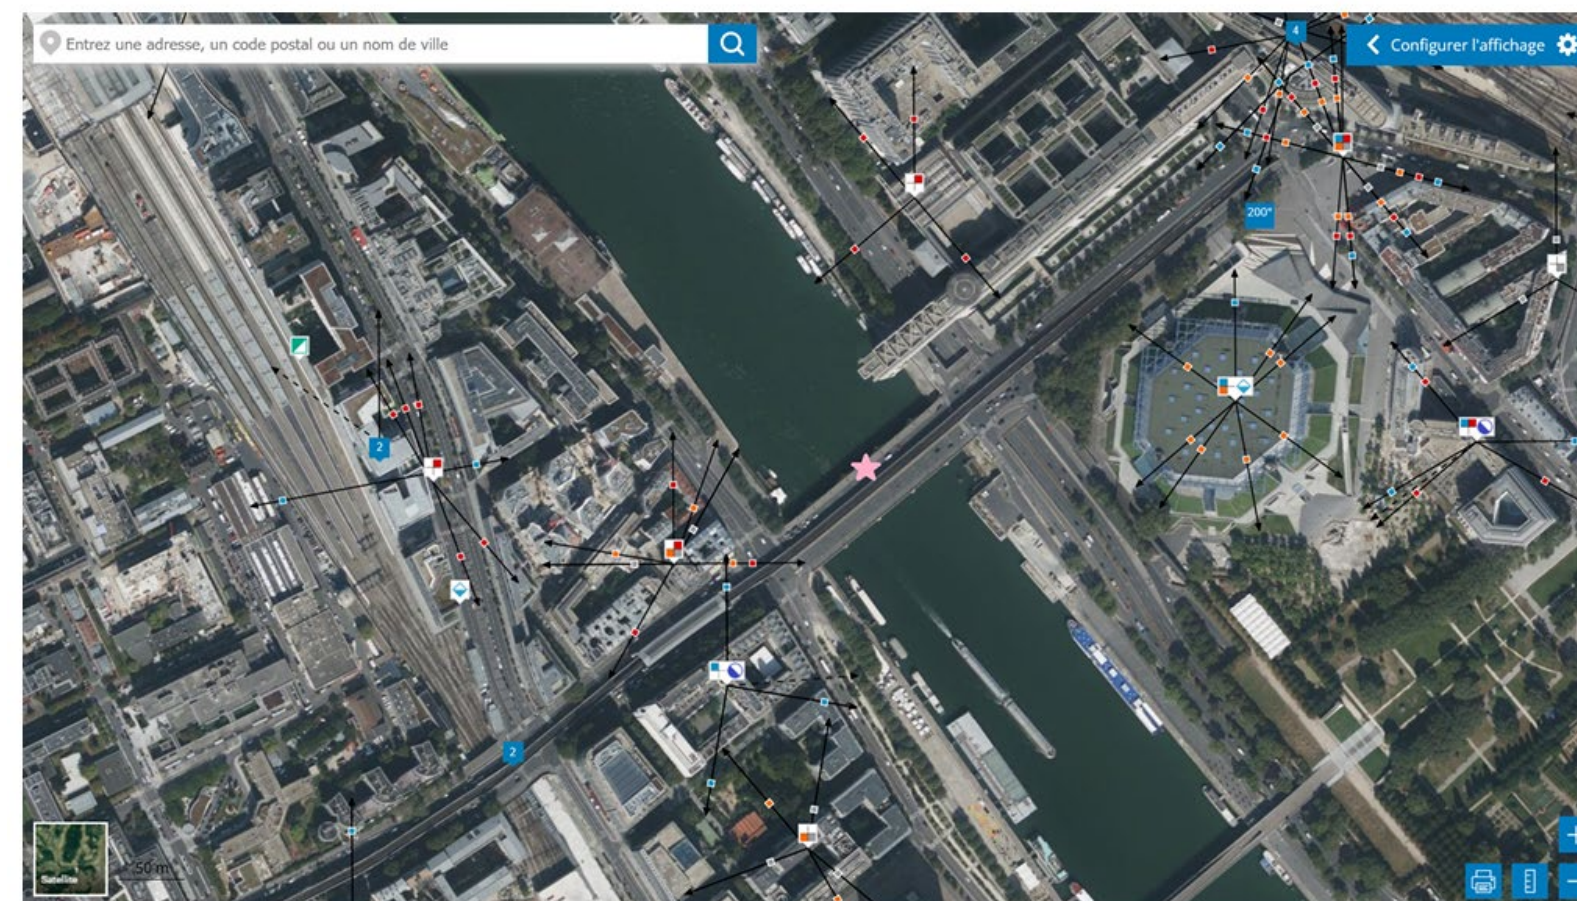 Entrez une adresse, un code postal ou un nom de ville
4
Configurer l'affichage
200°
2
2
50 m
Satellite